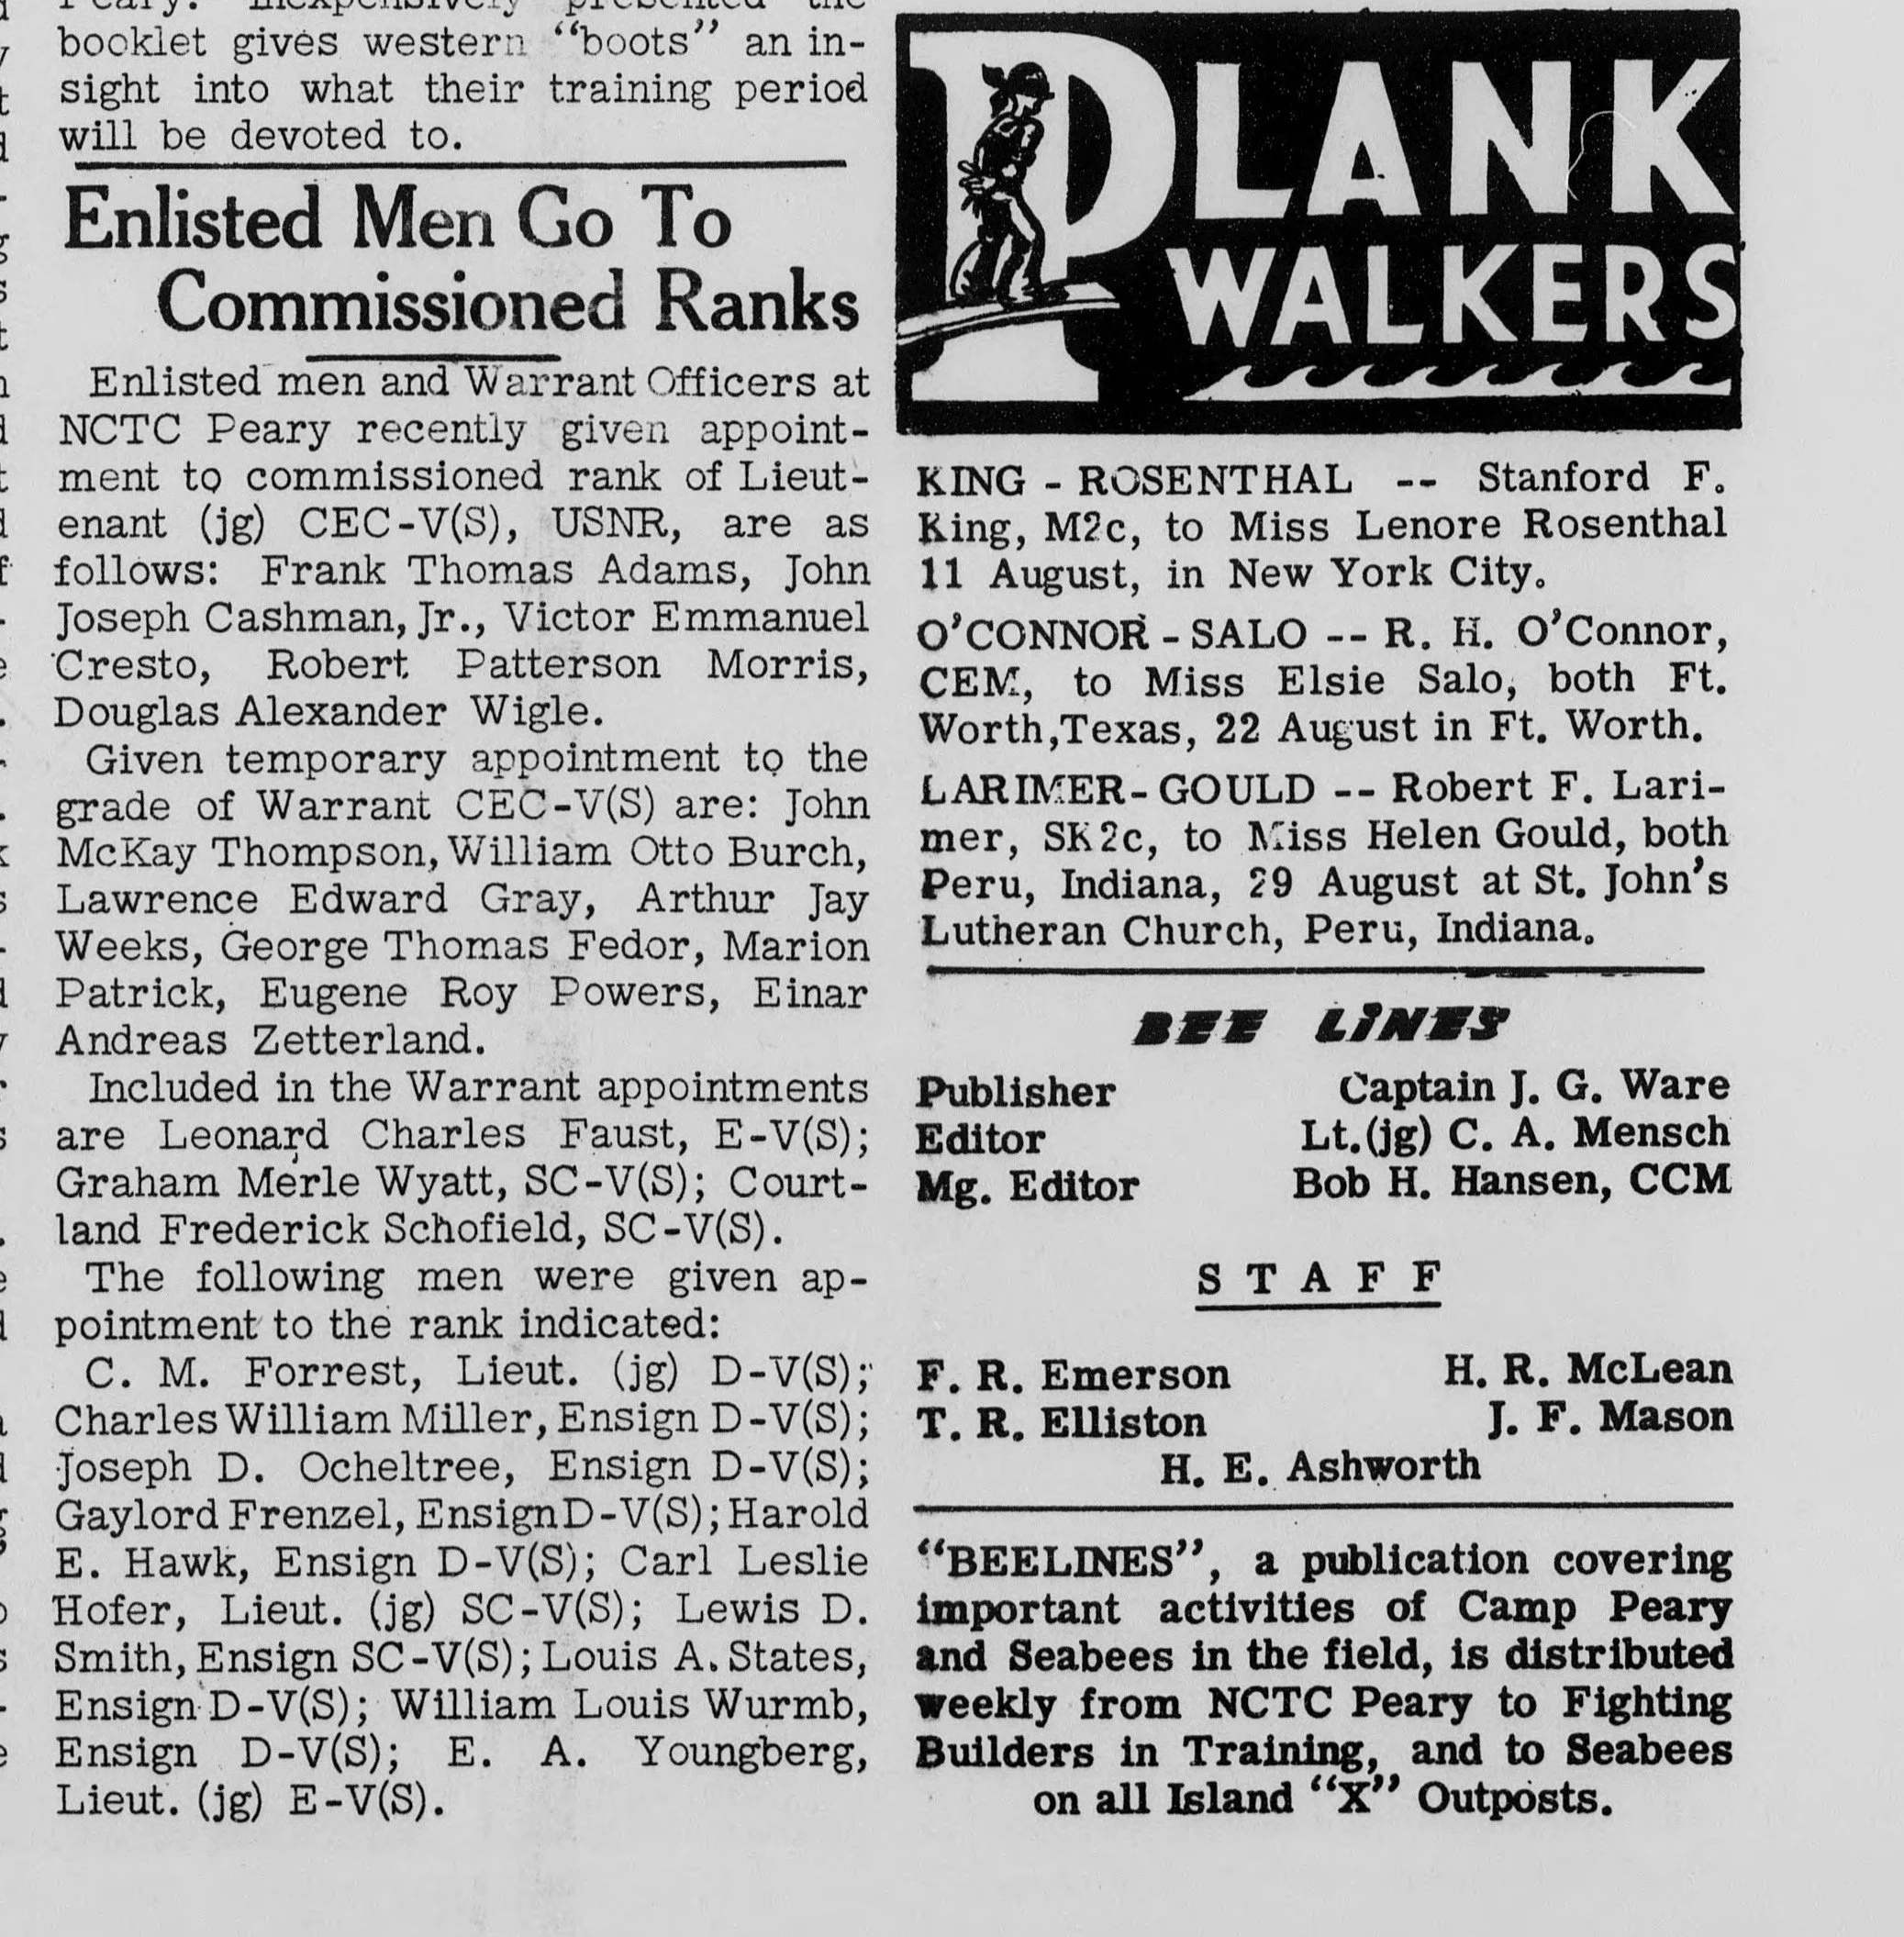 booklet gives western “boots” an in-
sight into what their training period
will be devoted to.
Enlisted Men Go To
Commissioned Ranks
Enlisted men and Warrant Officers at
NCTC Peary recently given appoint-
ment to commissioned rank of Lieut-
enant (jg) CEC-V(S), USNR, are as
follows: Frank Thomas Adams, John
Joseph Cashman, Jr., Victor Emmanuel
Cresto, Robert Patterson Morris,
Douglas Alexander Wigle.
Given temporary appointment to the
grade of Warrant CEC-V(S) are: John
McKay Thompson, William Otto Burch,
Lawrence Edward Gray, Arthur Jay
Weeks, George Thomas Fedor, Marion
Patrick, Eugene Roy Powers, Einar
Andreas Zetterland.
Included in the Warrant appointments
are Leonard Charles Faust, E-V(S);
Graham Merle Wyatt, SC-V(S); Court-
land Frederick Schofield, SC-V(S).
The following men were given ap-
pointment to the rank indicated:
C. M. Forrest, Lieut. (jg) D-V(S);
Charles William Miller, Ensign D-V(S);
Joseph D. Ocheltree, Ensign D-V(S);
Gaylord Frenzel, Ensign D-V(S); Harold
E. Hawk, Ensign D-V(S); Carl Leslie
Hofer, Lieut. (jg) SC-V(S); Lewis D.
Smith, Ensign SC-V(S); Louis A. States,
Ensign D-V(S); William Louis Wurmb,
Ensign D-V(S); E. A. Youngberg,
Lieut. (jg) E-V(S).
PLANK
WALKERS
KING - ROSENTHAL -- Stanford F.
King, M2c, to Miss Lenore Rosenthal
11 August, in New York City.
O’CONNOR - SALO -- R. H. O’Connor,
CEM, to Miss Elsie Salo, both Ft.
Worth, Texas, 22 August in Ft. Worth.
LARIMER-GOULD -- Robert F. Lari-
mer, SK2c, to Miss Helen Gould, both
Peru, Indiana, 29 August at St. John’s
Lutheran Church, Peru, Indiana.
BEE LINES
Publisher Captain J. G. Ware
Editor Lt.(jg) C. A. Mensch
Mg. Editor Bob H. Hansen, CCM
STAFF
F. R. Emerson H. R. McLean
T. R. Elliston J. F. Mason
H. E. Ashworth
“BEELINES”, a publication covering
important activities of Camp Peary
and Seabees in the field, is distributed
weekly from NCTC Peary to Fighting
Builders in Training, and to Seabees
on all Island “X” Outposts.